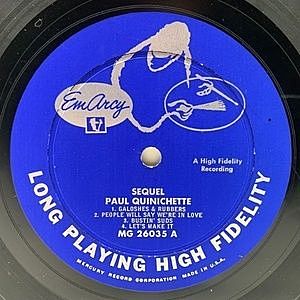 EmArcy
A High Fidelity
Recording
SEQUEL
PAUL QUINICHETTE
1. GALOSHES & RUBBERS
2. PEOPLE WILL SAY WE'RE IN LOVE
3. BUSTIN' SUDS
4. LET'S MAKE IT
MG 26035 A
LONG PLAYING HIGH FIDELITY
MERCURY RECORD CORPORATION MADE IN U.S.A.